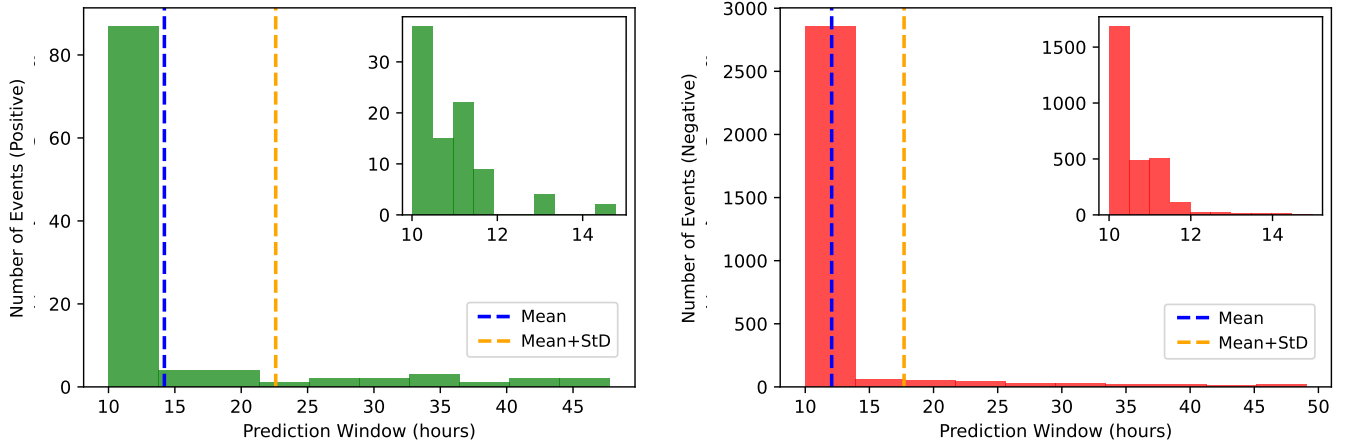 Number of Events (Positive)
80
60
40
20
0
30
20
10
0
10 12 14
Mean
Mean+StD
10 15 20 25 30 35 40 45
Prediction Window (hours)
Number of Events (Negative)
3000
2500
2000
1500
1000
500
0
1500
1000
500
0
10 12 14
Mean
Mean+StD
10 15 20 25 30 35 40 45 50
Prediction Window (hours)